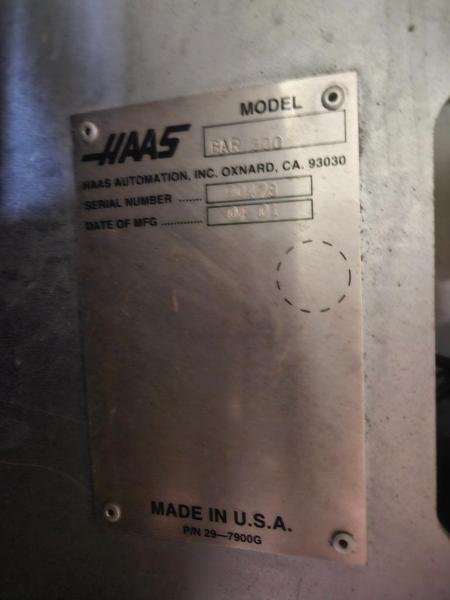 MODEL
HAAS
HAAS AUTOMATION, INC. OXNARD, CA. 93030
SERIAL NUMBER ......
DATE OF MFG ...........
MADE IN U.S.A.
P/N 29—7900G